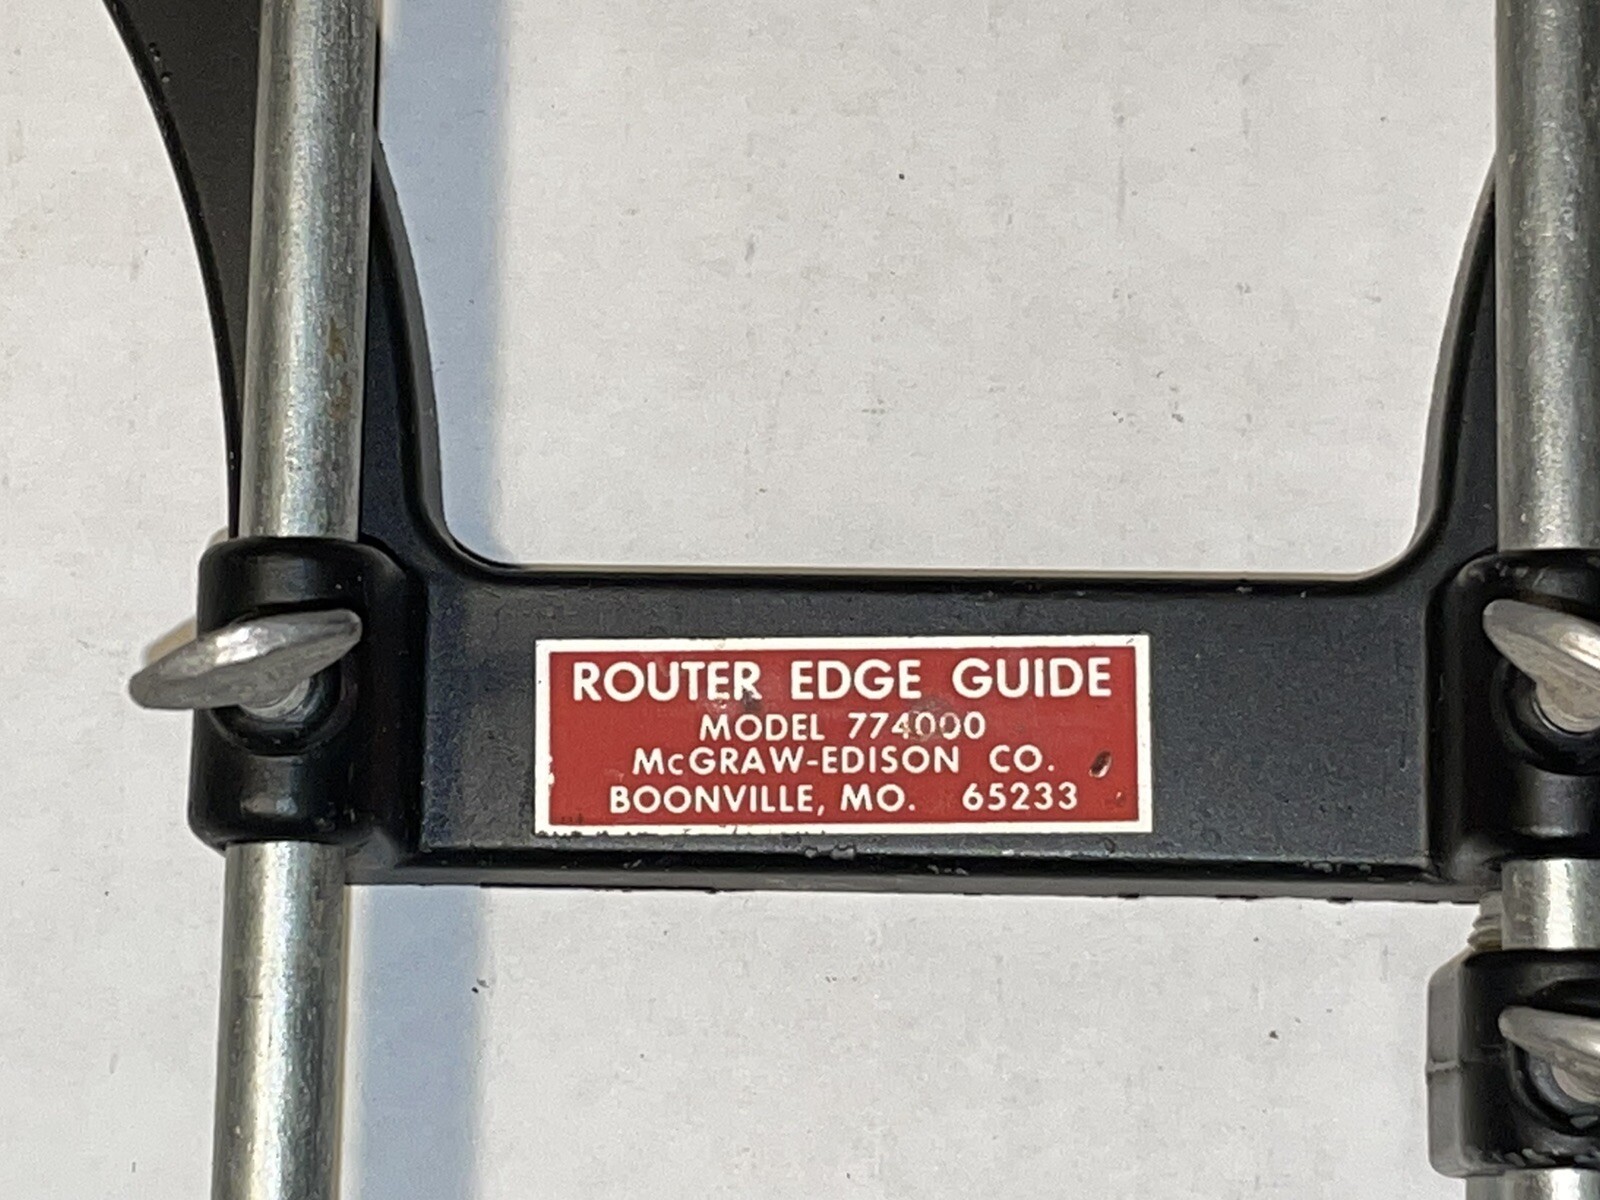 ROUTER EDGE GUIDE
MODEL 774000
McGRAW-EDISON CO.
BOONVILLE, MO. 65233